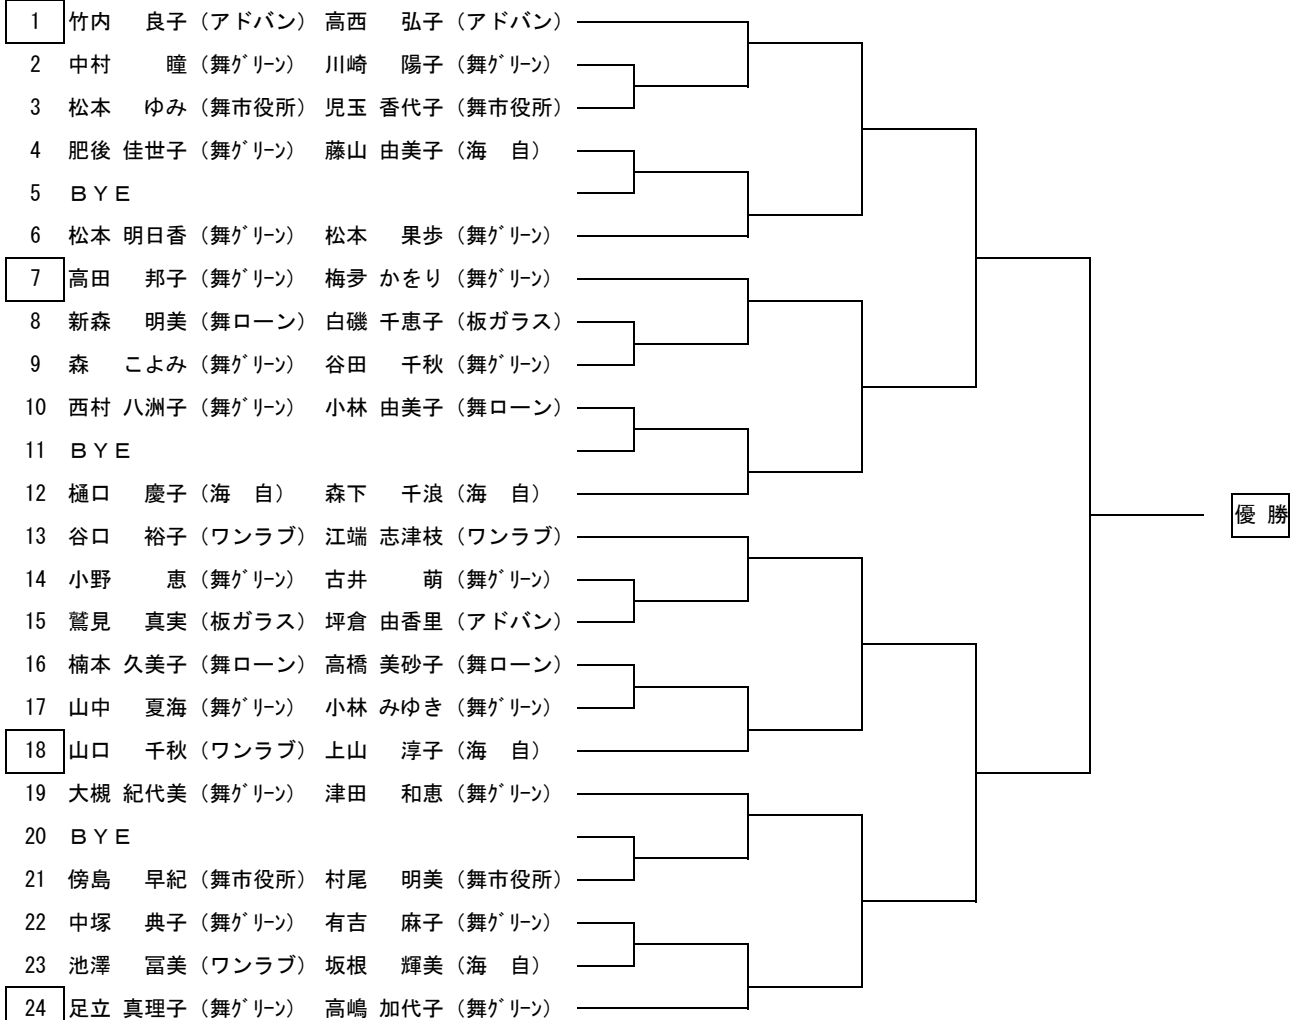 1 竹内 良子（アドバン） 高西 弘子（アドバン）
2 中村 瞳（舞ｸﾞﾘｰﾝ） 川崎 陽子（舞ｸﾞﾘｰﾝ）
3 松本 ゆみ（舞市役所） 児玉 香代子（舞市役所）
4 肥後 佳世子（舞ｸﾞﾘｰﾝ） 藤山 由美子（海 自）
5 ＢＹＥ
6 松本 明日香（舞ｸﾞﾘｰﾝ） 松本 果歩（舞ｸﾞﾘｰﾝ）
7 高田 邦子（舞ｸﾞﾘｰﾝ） 梅夛 かをり（舞ｸﾞﾘｰﾝ）
8 新森 明美（舞ローン） 白磯 千恵子（板ガラス）
9 森 こよみ（舞ｸﾞﾘｰﾝ） 谷田 千秋（舞ｸﾞﾘｰﾝ）
10 西村 八洲子（舞ｸﾞﾘｰﾝ） 小林 由美子（舞ローン）
11 ＢＹＥ
12 樋口 慶子（海 自） 森下 千浪（海 自）
13 谷口 裕子（ワンラブ） 江端 志津枝（ワンラブ）
優 勝
14 小野 恵（舞ｸﾞﾘｰﾝ） 古井 萌（舞ｸﾞﾘｰﾝ）
15 鷲見 真実（板ガラス） 坪倉 由香里（アドバン）
16 楠本 久美子（舞ローン） 高橋 美砂子（舞ローン）
17 山中 夏海（舞ｸﾞﾘｰﾝ） 小林 みゆき（舞ｸﾞﾘｰﾝ）
18 山口 千秋（ワンラブ） 上山 淳子（海 自）
19 大槻 紀代美（舞ｸﾞﾘｰﾝ） 津田 和恵（舞ｸﾞﾘｰﾝ）
20 ＢＹＥ
21 傍島 早紀（舞市役所） 村尾 明美（舞市役所）
22 中塚 典子（舞ｸﾞﾘｰﾝ） 有吉 麻子（舞ｸﾞﾘｰﾝ）
23 池澤 冨美（ワンラブ） 坂根 輝美（海 自）
24 足立 真理子（舞ｸﾞﾘｰﾝ） 高嶋 加代子（舞ｸﾞﾘｰﾝ）